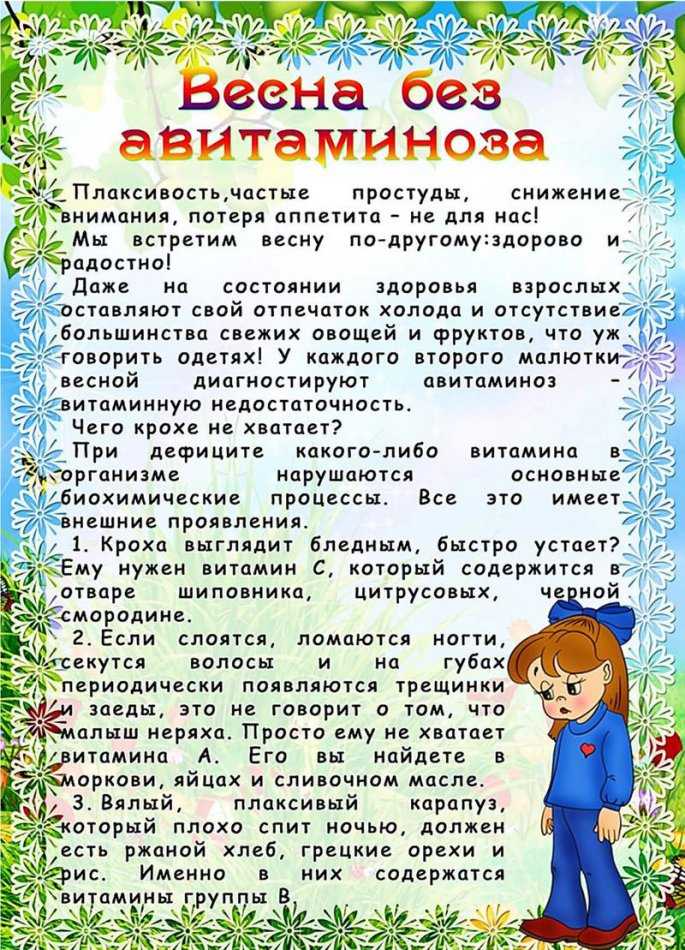 Весна без
авитаминоза
Плаксивость,частые простуды, снижение
внимания, потеря аппетита – не для нас!
Мы встретим весну по-другому:здорово и
радостно!
Даже на состоянии здоровья взрослых
оставляют свой отпечаток холода и отсутствие
большинства свежих овощей и фруктов, что уж
говорить одетях! У каждого второго малютки
весной диагностируют авитаминоз –
витаминную недостаточность.
Чего крохе не хватает?
При дефиците какого-либо витамина в
организме нарушаются основные
биохимические процессы. Все это имеет
внешние проявления.
1. Кроха выглядит бледным, быстро устает?
Ему нужен витамин С, который содержится в
отваре шиповника, цитрусовых, черной
смородине.
2. Если слоятся, ломаются ногти,
секутся волосы и на губах
периодически появляются трещинки
и заеды, это не говорит о том, что
малыш неряха. Просто ему не хватает
витамина А. Его вы найдете в
моркови, яйцах и сливочном масле.
3. Вялый, плаксивый карапуз,
который плохо спит ночью, должен
есть ржаной хлеб, грецкие орехи и
рис. Именно в них содержатся
витамины группы В.